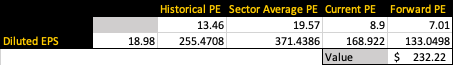 Historical PE Sector Average PE Current PE Forward PE
13.46 19.57 8.9 7.01
Diluted EPS 18.98 255.4708 371.4386 168.922 133.0498
Value $ 232.22